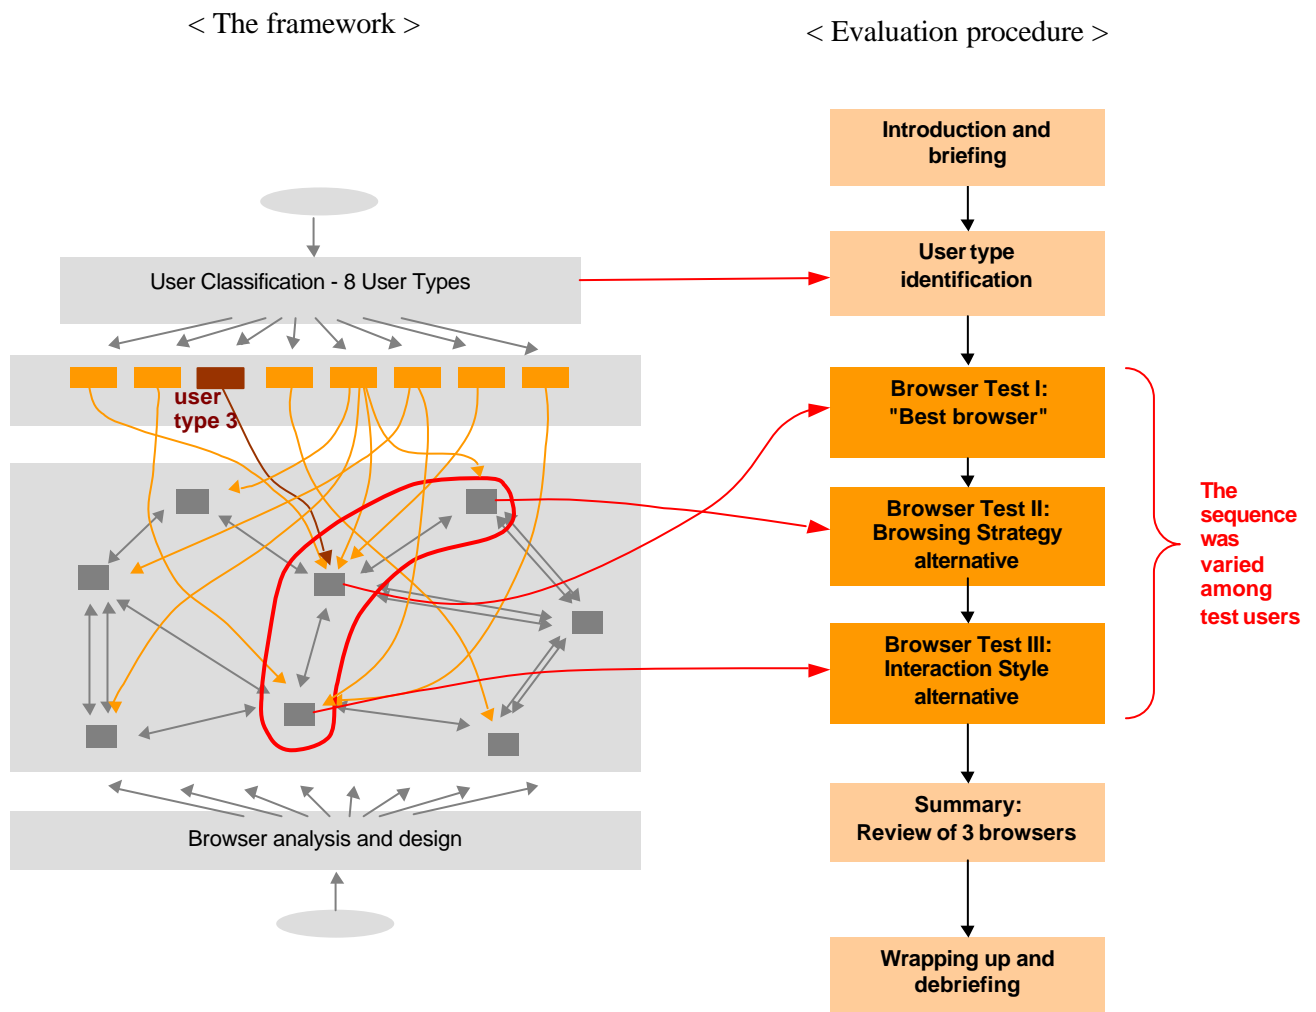 < The framework >
< Evaluation procedure >
User Classification - 8 User Types
user
type 3
Browser analysis and design
Introduction and
briefing
User type
identification
Browser Test I:
"Best browser"
Browser Test II:
Browsing Strategy
alternative
Browser Test III:
Interaction Style
alternative
Summary:
Review of 3 browsers
Wrapping up and
debriefing
The
sequence
was
varied
among
test users